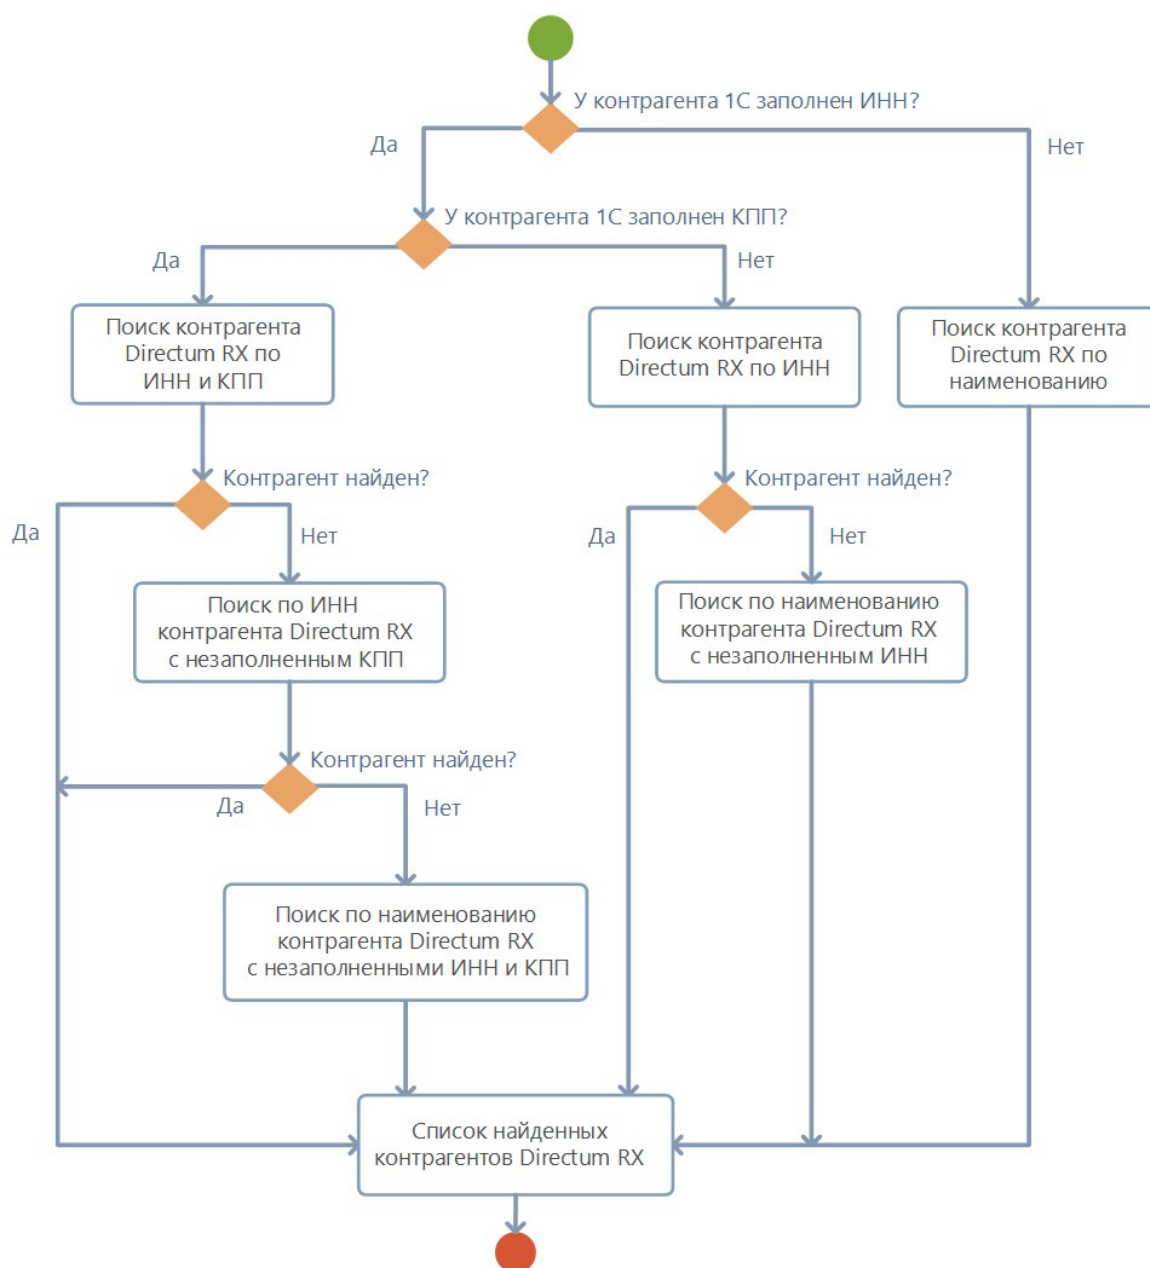 У контрагента 1С заполнен ИНН?
Да
Нет
У контрагента 1С заполнен КПП?
Да
Нет
Поиск контрагента
Directum RX по
ИНН и КПП
Поиск контрагента
Directum RX по ИНН
Поиск контрагента
Directum RX по
наименованию
Контрагент найден?
Да
Нет
Контрагент найден?
Да
Нет
Поиск по ИНН
контрагента Directum RX
с незаполненным КПП
Поиск по наименованию
контрагента Directum RX
с незаполненным ИНН
Контрагент найден?
Да
Нет
Поиск по наименованию
контрагента Directum RX
с незаполненными ИНН и КПП
Список найденных
контрагентов Directum RX